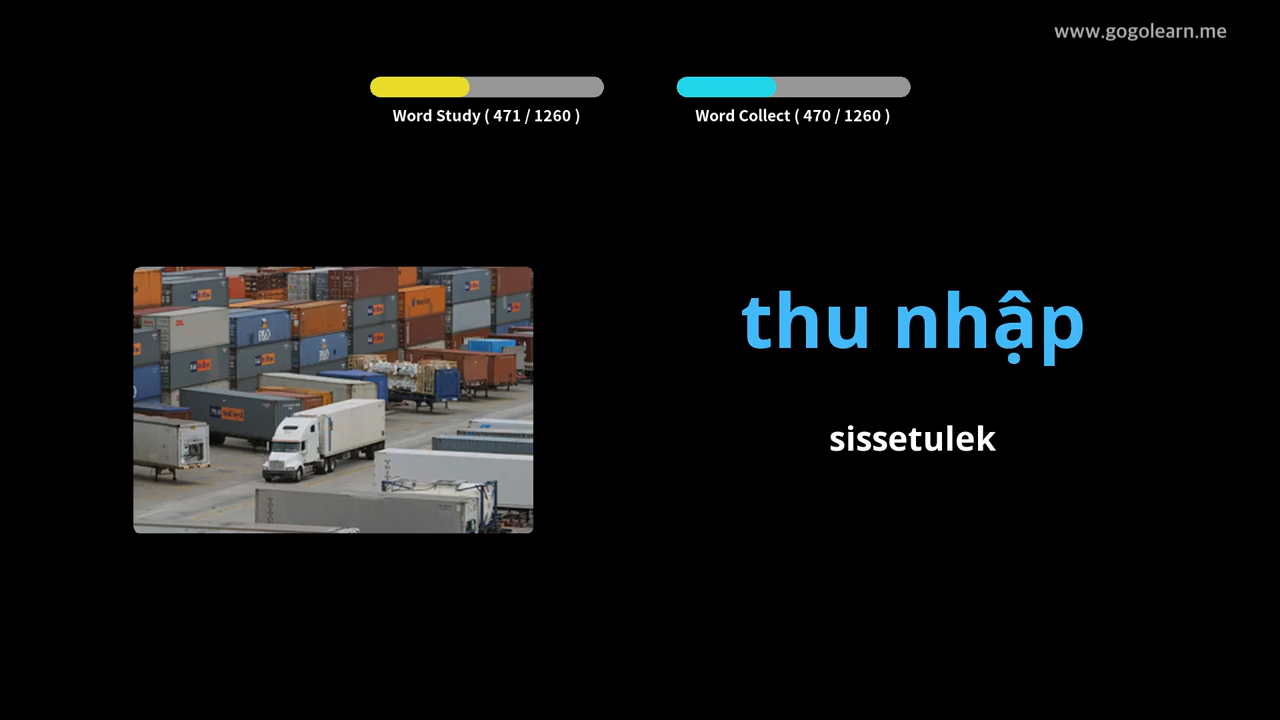 www.gogolearn.me
Word Study ( 471 / 1260 )
Word Collect ( 470 / 1260 )
thu nhập
sissetulek